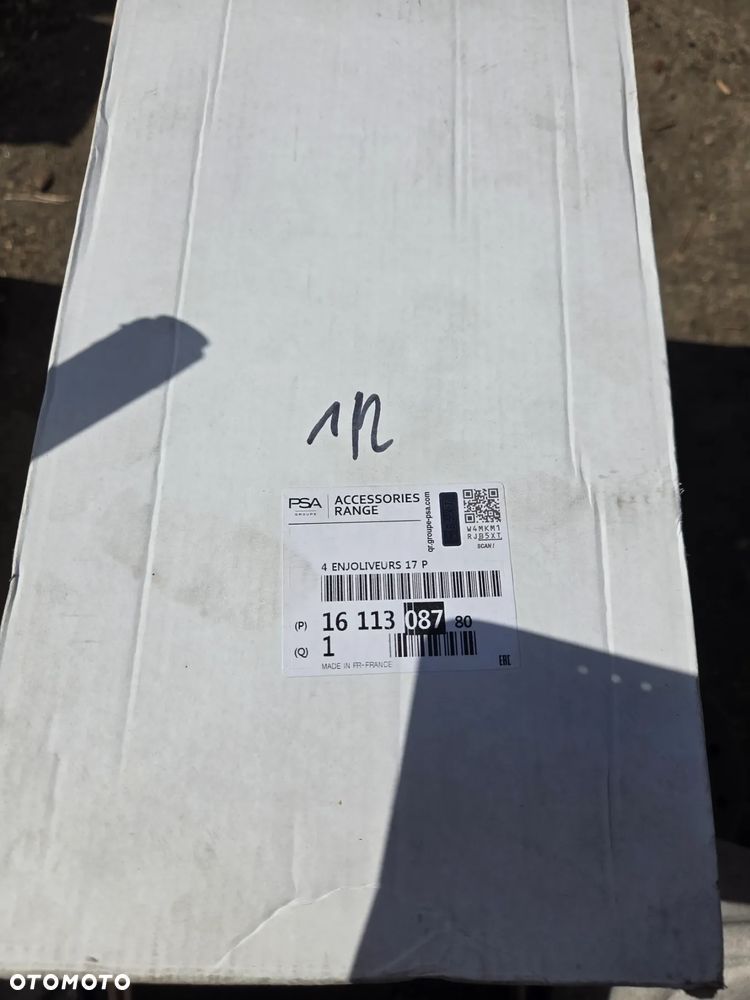 PSA
GROUPE
ACCESSORIES
RANGE
qr.groupe-psa.com
W4MKM1
RJB5XT
SCAN !
4 ENJOLIVEURS 17 P
(P) 16 113 087 80
(Q) 1
MADE IN FR-FRANCE
EAC
OTOMOTO